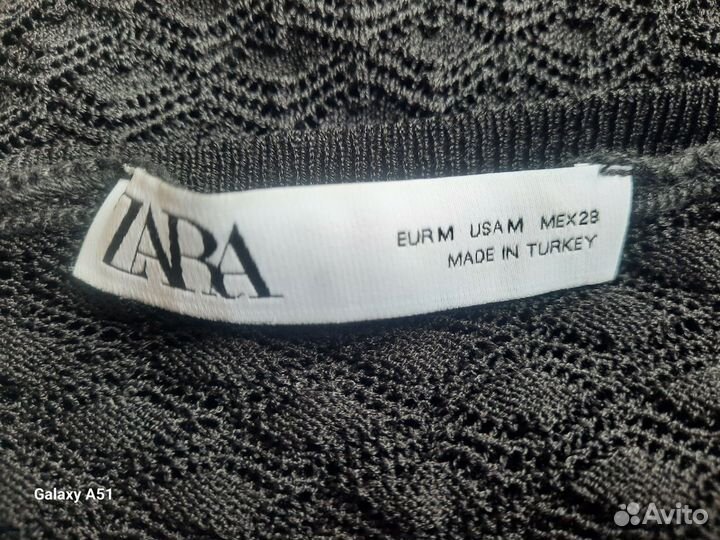 ZARA
EUR M USA M MEX 28
MADE IN TURKEY
Galaxy A51
Avito